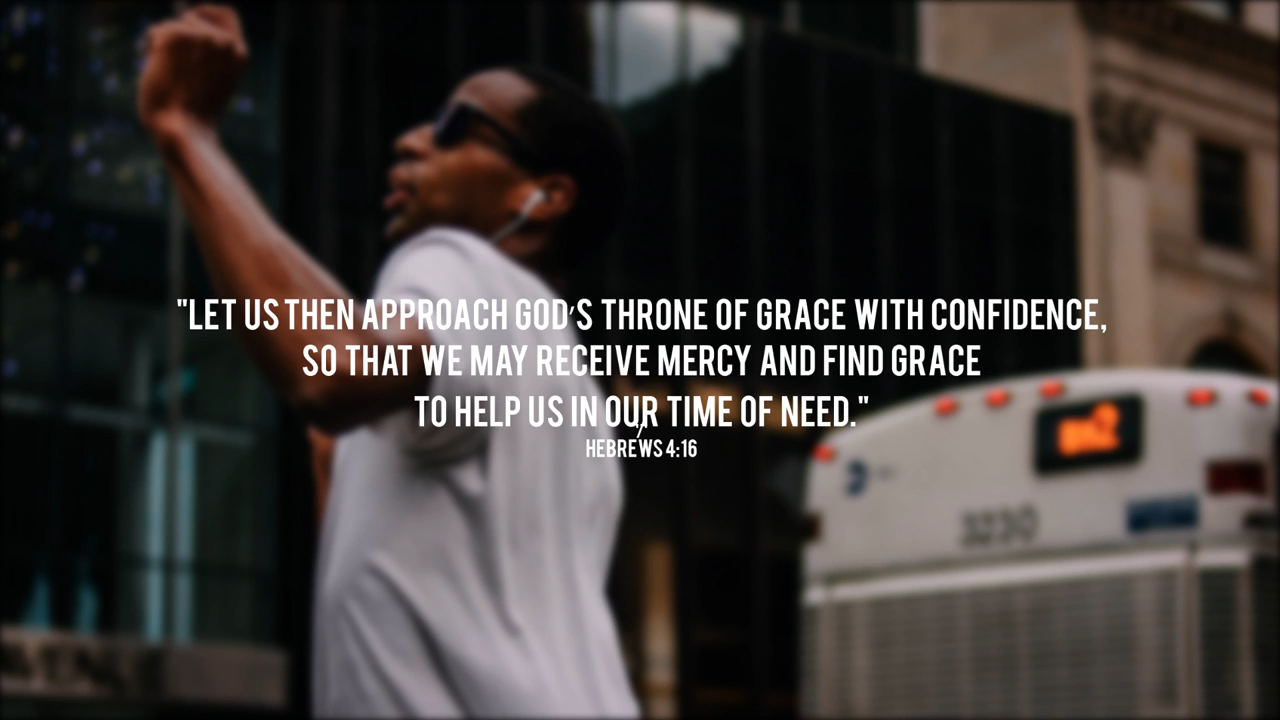 "LET US THEN APPROACH GOD'S THRONE OF GRACE WITH CONFIDENCE,
SO THAT WE MAY RECEIVE MERCY AND FIND GRACE
TO HELP US IN OUR TIME OF NEED."
HEBREWS 4:16
3230